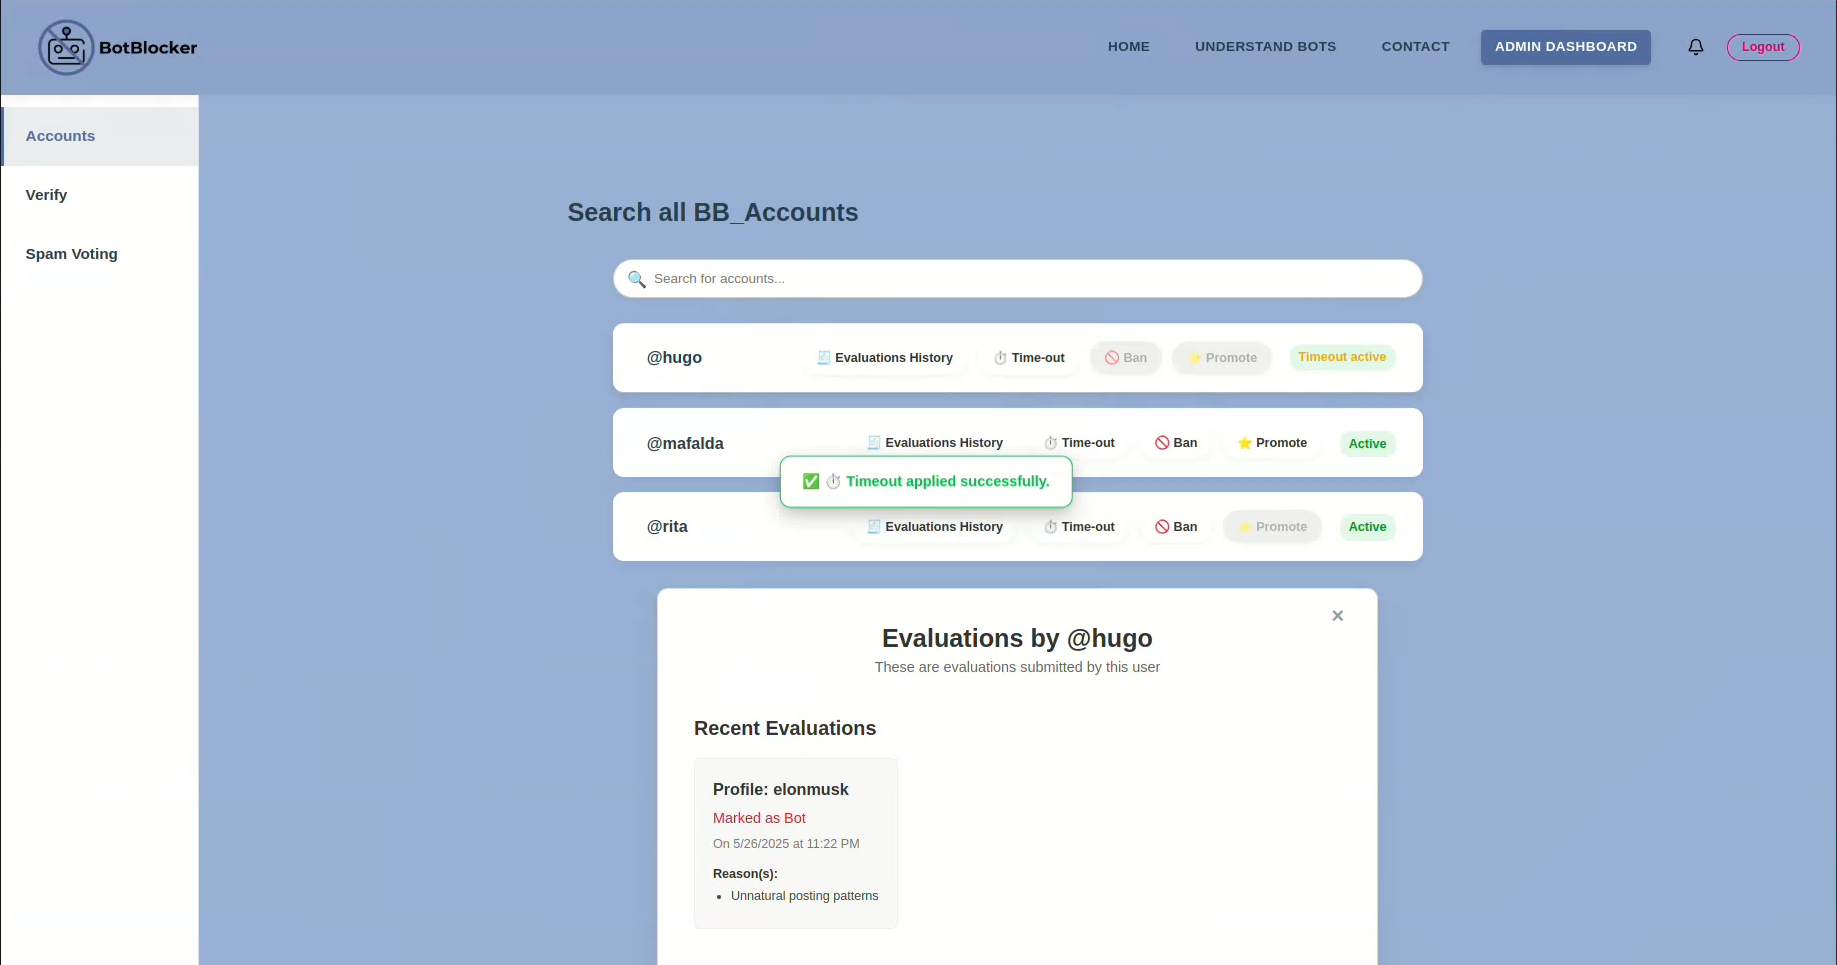 BotBlocker
HOME
UNDERSTAND BOTS
CONTACT
ADMIN DASHBOARD
Logout
Accounts
Verify
Spam Voting
Search all BB_Accounts
Search for accounts...
@hugo
Evaluations History
Time-out
Ban
Promote
Timeout active
@mafalda
Evaluations History
Time-out
Ban
Promote
Active
Timeout applied successfully.
@rita
Evaluations History
Time-out
Ban
Promote
Active
×
Evaluations by @hugo
These are evaluations submitted by this user
Recent Evaluations
Profile: elonmusk
Marked as Bot
On 5/26/2025 at 11:22 PM
Reason(s):
• Unnatural posting patterns